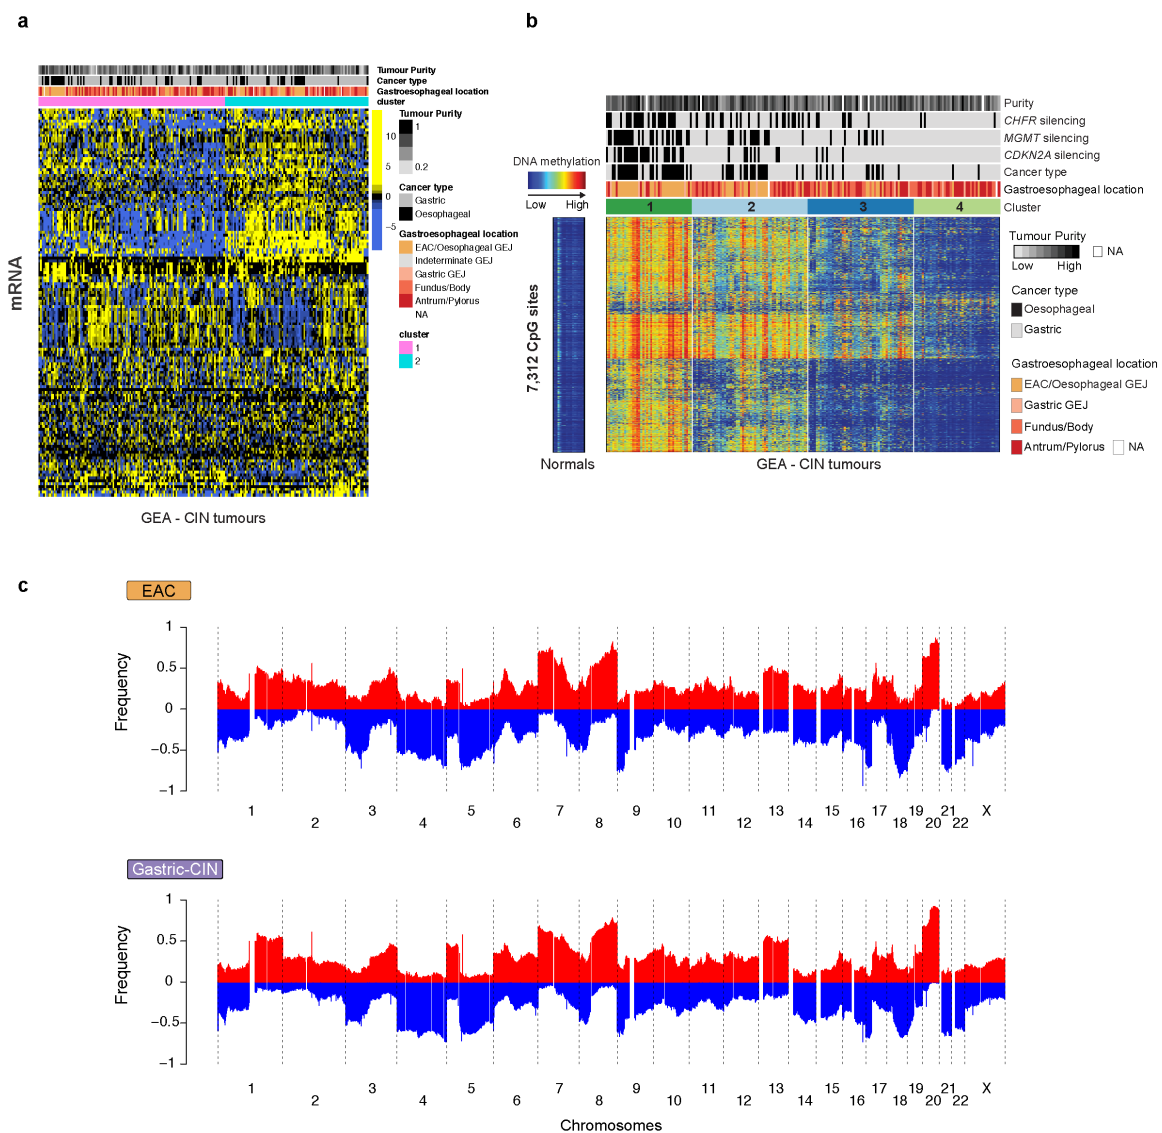 a
Tumour Purity
Cancer type
Gastroesophageal location
cluster
mRNA
GEA - CIN tumours
10
5
0
−5
Tumour Purity
1
0.2
Cancer type
Gastric
Oesophageal
Gastroesophageal location
EAC/Oesophageal GEJ
Indeterminate GEJ
Gastric GEJ
Fundus/Body
Antrum/Pylorus
NA
cluster
1
2
b
Purity
CHFR silencing
MGMT silencing
CDKN2A silencing
Cancer type
Gastroesophageal location
Cluster
1 2 3 4
DNA methylation
Low High
7,312 CpG sites
Normals
GEA - CIN tumours
Tumour Purity
Low High
NA
Cancer type
Oesophageal
Gastric
Gastroesophageal location
EAC/Oesophageal GEJ
Gastric GEJ
Fundus/Body
Antrum/Pylorus NA
c
EAC
Frequency
1
0.5
0
−0.5
−1
1 3 5 7 9 11 13 15 17 19 21 X
2 4 6 8 10 12 14 16 18 20 22
Gastric-CIN
Frequency
1
0.5
0
−0.5
−1
1 3 5 7 9 11 13 15 17 19 21 X
2 4 6 8 10 12 14 16 18 20 22
Chromosomes